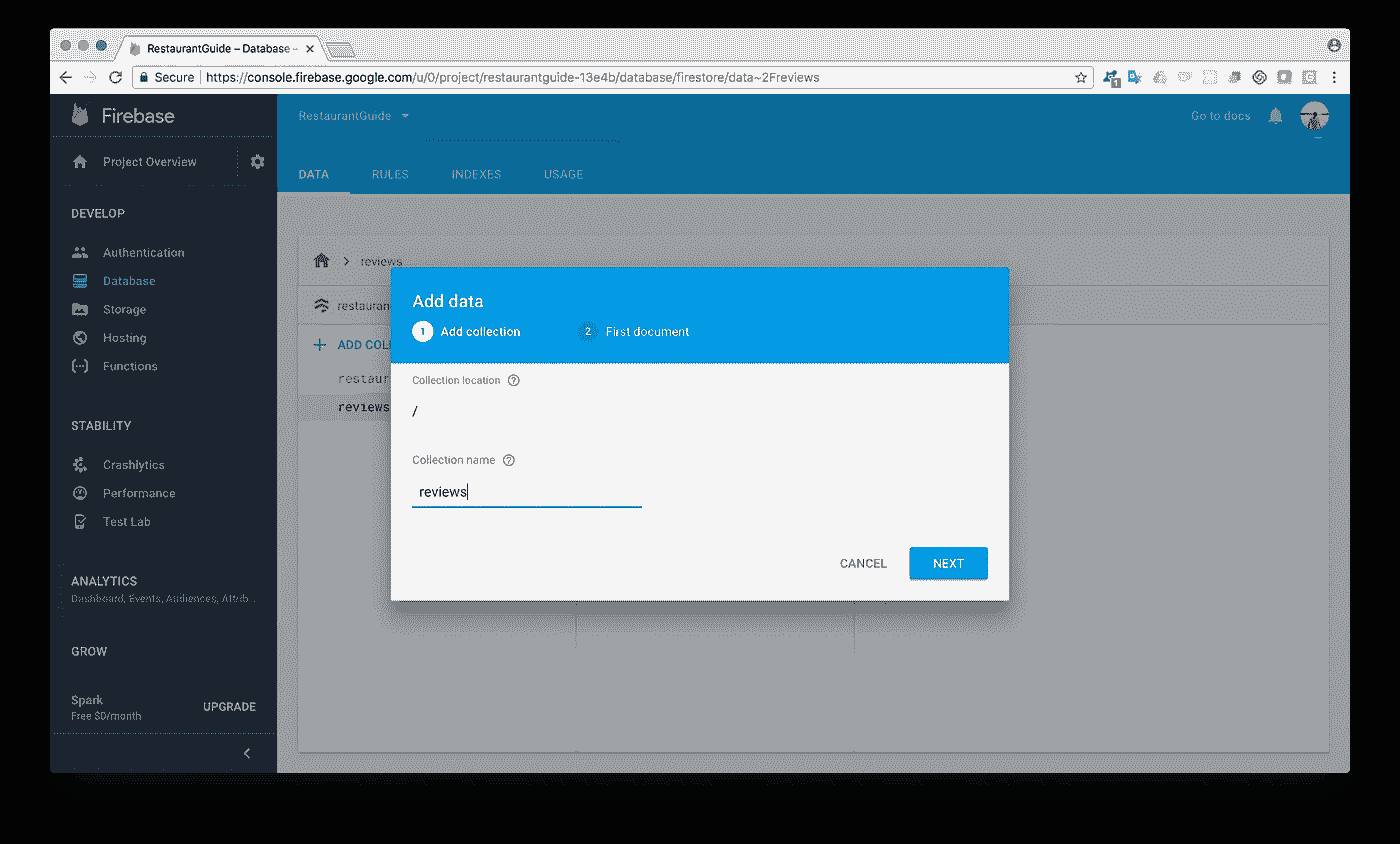 RestaurantGuide – Database -
Secure https://console.firebase.google.com/u/0/project/restaurantguide-13e4b/database/firestore/data~2Freviews
1
Firebase
RestaurantGuide
Go to docs
Project Overview
DATA RULES INDEXES USAGE
DEVELOP
Authentication
Database
Storage
Hosting
Functions
STABILITY
Crashlytics
Performance
Test Lab
ANALYTICS
Dashboard, Events, Audiences, Attrib...
GROW
Spark
Free $0/month
UPGRADE
reviews
restauran
ADD COLL
restaur
reviews
Add data
1 Add collection
2 First document
Collection location ?
/
Collection name ?
reviews
CANCEL NEXT